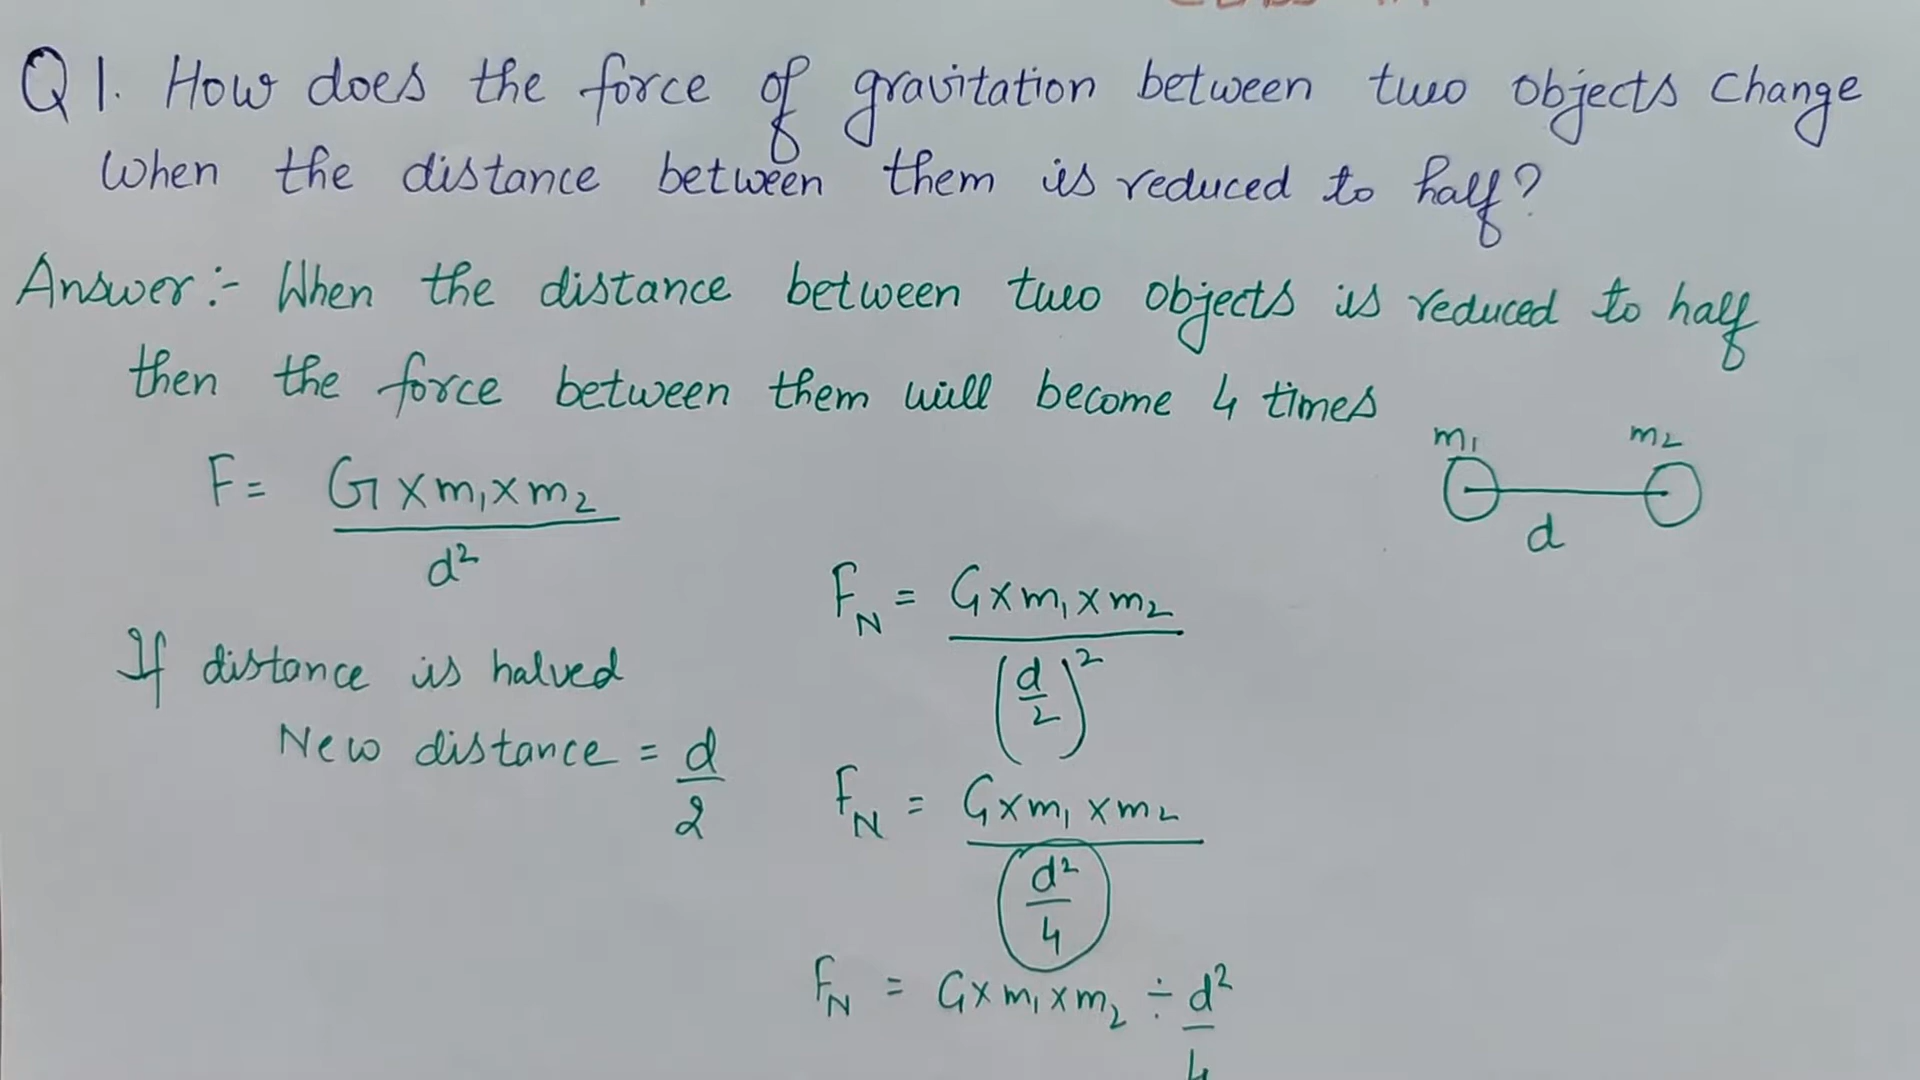 Q1. How does the force of gravitation between two objects change
when the distance between them is reduced to half?
Answer:- When the distance between two objects is reduced to half
then the force between them will become 4 times
m₁ m₂
d
F = G×m₁×m₂
d²
If distance is halved
New distance = d/2
F_N = G×m₁×m₂
(d/2)²
F_N = G×m₁×m₂
d²/4
F_N = G×m₁×m₂ ÷ d²/4